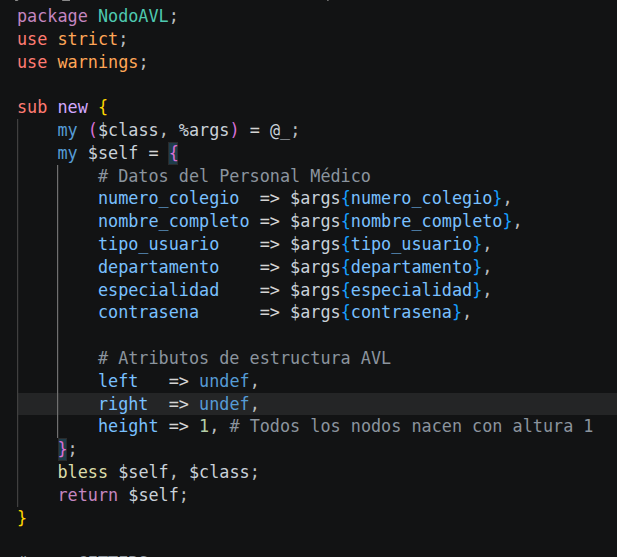 package NodoAVL;
use strict;
use warnings;
sub new {
my ($class, %args) = @_;
my $self = {
# Datos del Personal Médico
numero_colegio => $args{numero_colegio},
nombre_completo => $args{nombre_completo},
tipo_usuario => $args{tipo_usuario},
departamento => $args{departamento},
especialidad => $args{especialidad},
contrasena => $args{contrasena},
# Atributos de estructura AVL
left => undef,
right => undef,
height => 1, # Todos los nodos nacen con altura 1
};
bless $self, $class;
return $self;
}